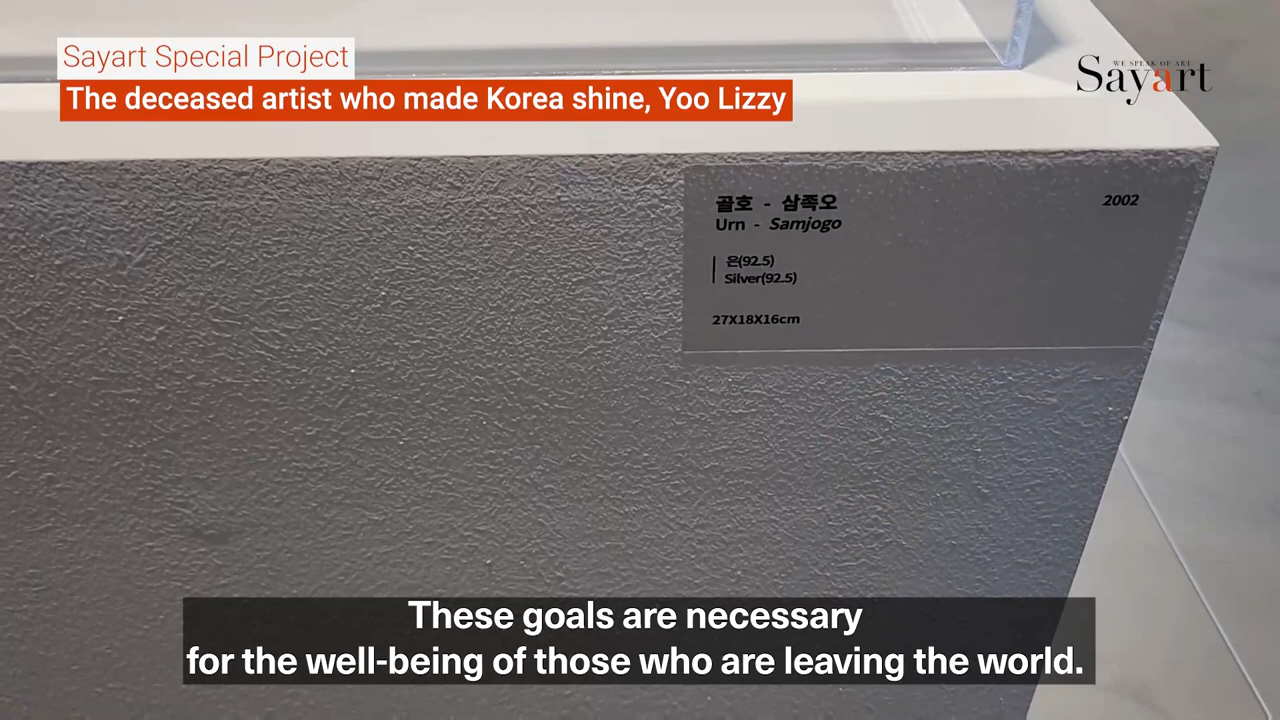 Sayart Special Project
The deceased artist who made Korea shine, Yoo Lizzy
WE SPEAK OF ART
Sayart
골호 - 삼족오
2002
Urn - Samjogo
은(92.5)
Silver(92.5)
27X18X16cm
These goals are necessary
for the well-being of those who are leaving the world.